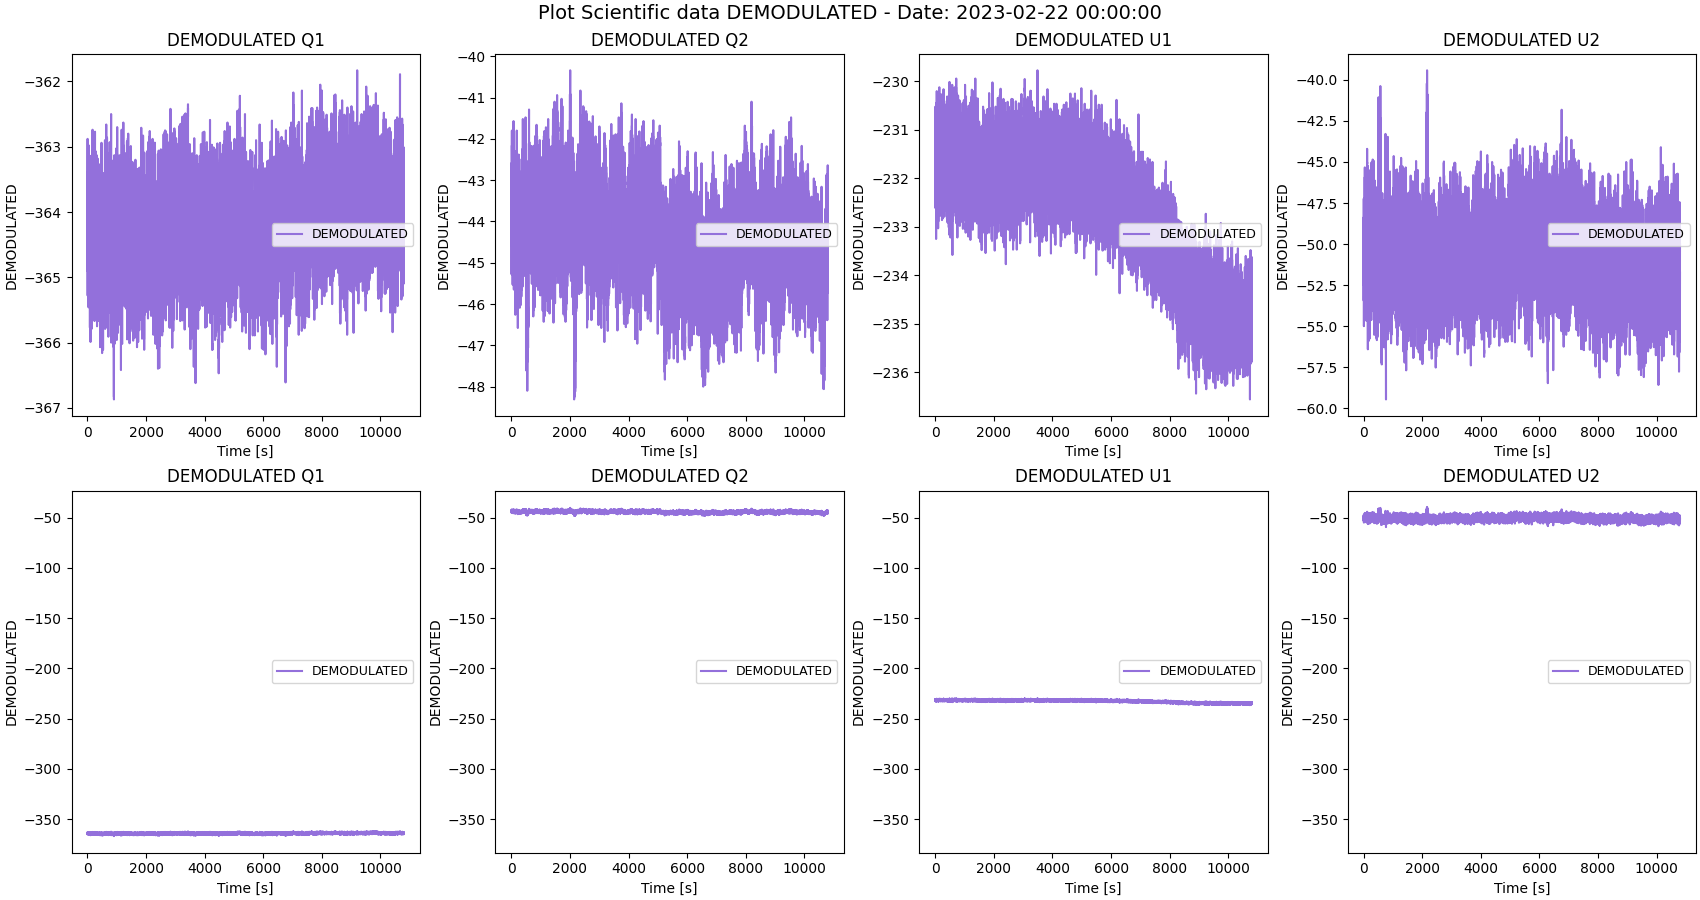 Plot Scientific data DEMODULATED - Date: 2023-02-22 00:00:00
DEMODULATED Q1
DEMODULATED
−362
−363
−364
−365
−366
−367
DEMODULATED
0 2000 4000 6000 8000 10000
Time [s]
DEMODULATED Q2
DEMODULATED
−40
−41
−42
−43
−44
−45
−46
−47
−48
DEMODULATED
0 2000 4000 6000 8000 10000
Time [s]
DEMODULATED U1
DEMODULATED
−230
−231
−232
−233
−234
−235
−236
DEMODULATED
0 2000 4000 6000 8000 10000
Time [s]
DEMODULATED U2
DEMODULATED
−40.0
−42.5
−45.0
−47.5
−50.0
−52.5
−55.0
−57.5
−60.0
DEMODULATED
0 2000 4000 6000 8000 10000
Time [s]
DEMODULATED Q1
DEMODULATED
−50
−100
−150
−200
−250
−300
−350
DEMODULATED
0 2000 4000 6000 8000 10000
Time [s]
DEMODULATED Q2
DEMODULATED
−50
−100
−150
−200
−250
−300
−350
DEMODULATED
0 2000 4000 6000 8000 10000
Time [s]
DEMODULATED U1
DEMODULATED
−50
−100
−150
−200
−250
−300
−350
DEMODULATED
0 2000 4000 6000 8000 10000
Time [s]
DEMODULATED U2
DEMODULATED
−50
−100
−150
−200
−250
−300
−350
DEMODULATED
0 2000 4000 6000 8000 10000
Time [s]